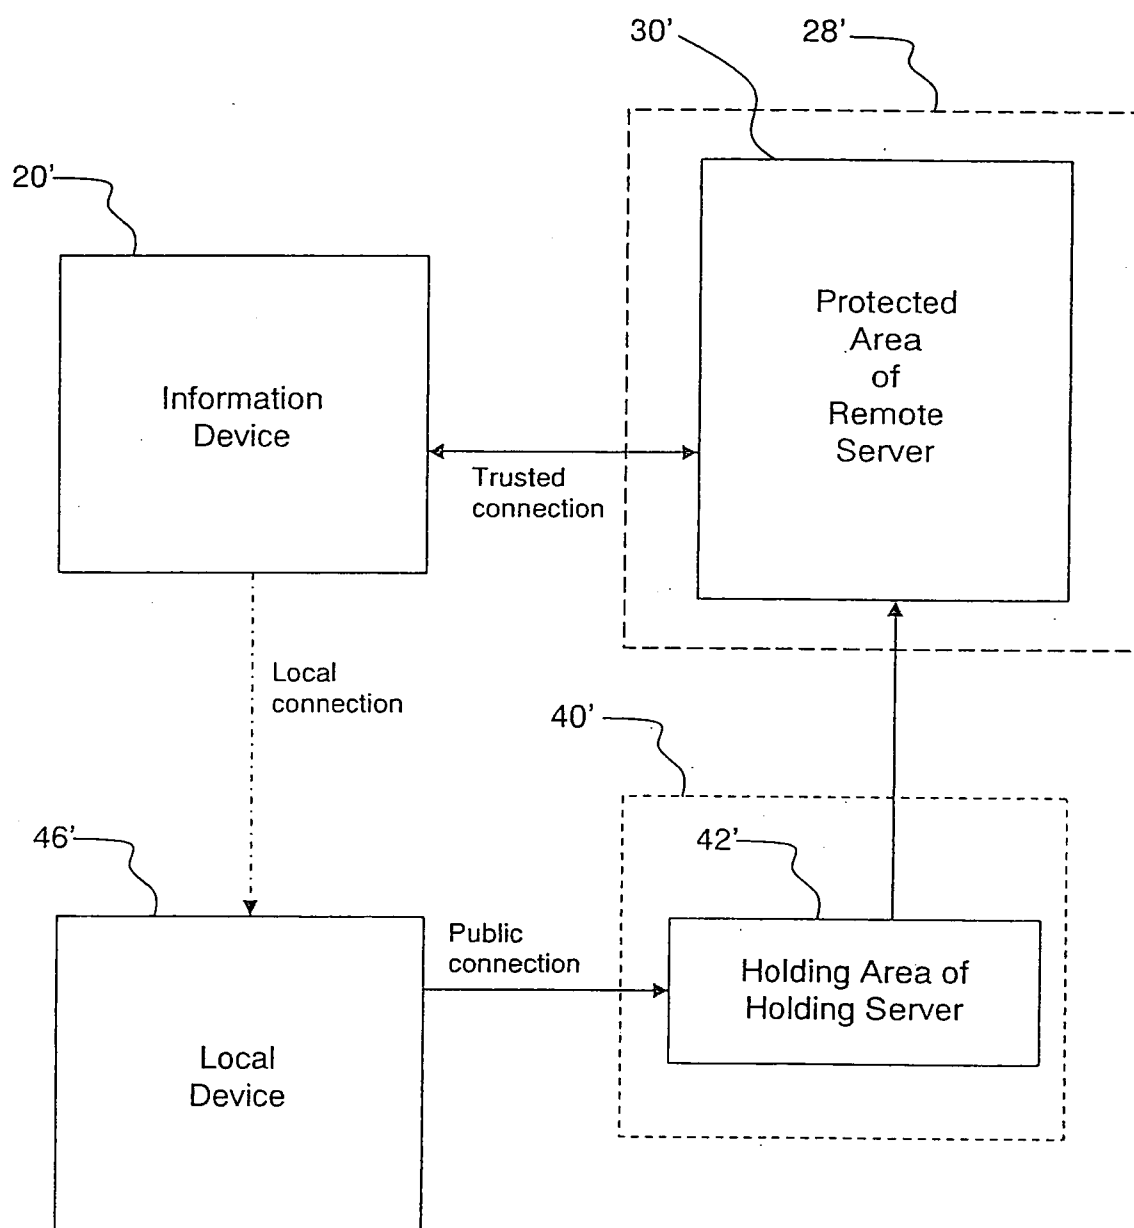 30’
28’
20’
Protected
Area
of
Remote
Server
Information
Device
Trusted
connection
Local
connection
40’
46’
42’
Public
connection
Holding Area of
Holding Server
Local
Device